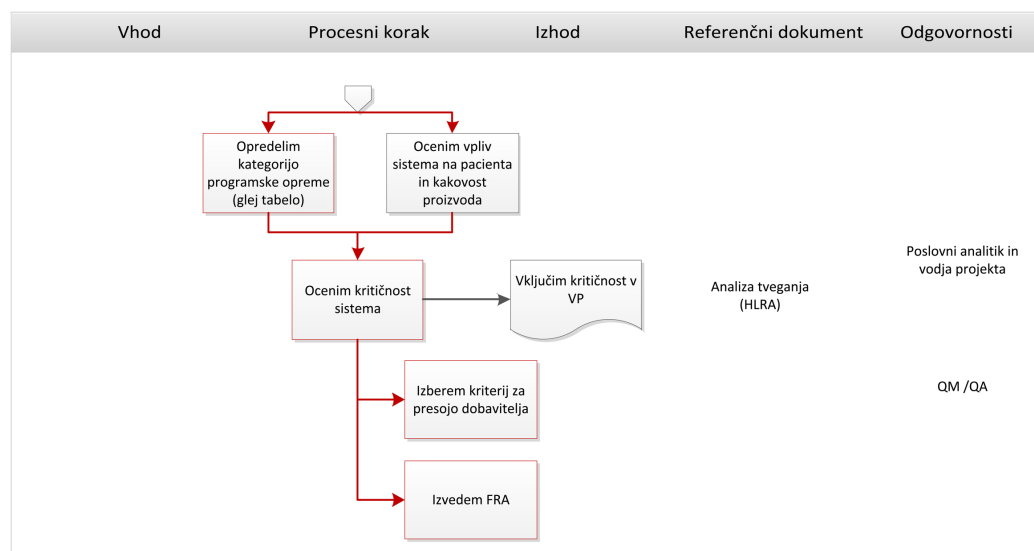 Vhod
Procesni korak
Izhod
Referenčni dokument
Odgovornosti
Opredelim
kategorijo
programske opreme
(glej tabelo)
Ocenim vpliv
sistema na pacienta
in kakovost
proizvoda
Ocenim kritičnost
sistema
Vključim kritičnost v
VP
Analiza tveganja
(HLRA)
Poslovni analitik in
vodja projekta
Izberem kriterij za
presojo dobavitelja
QM /QA
Izvedem FRA